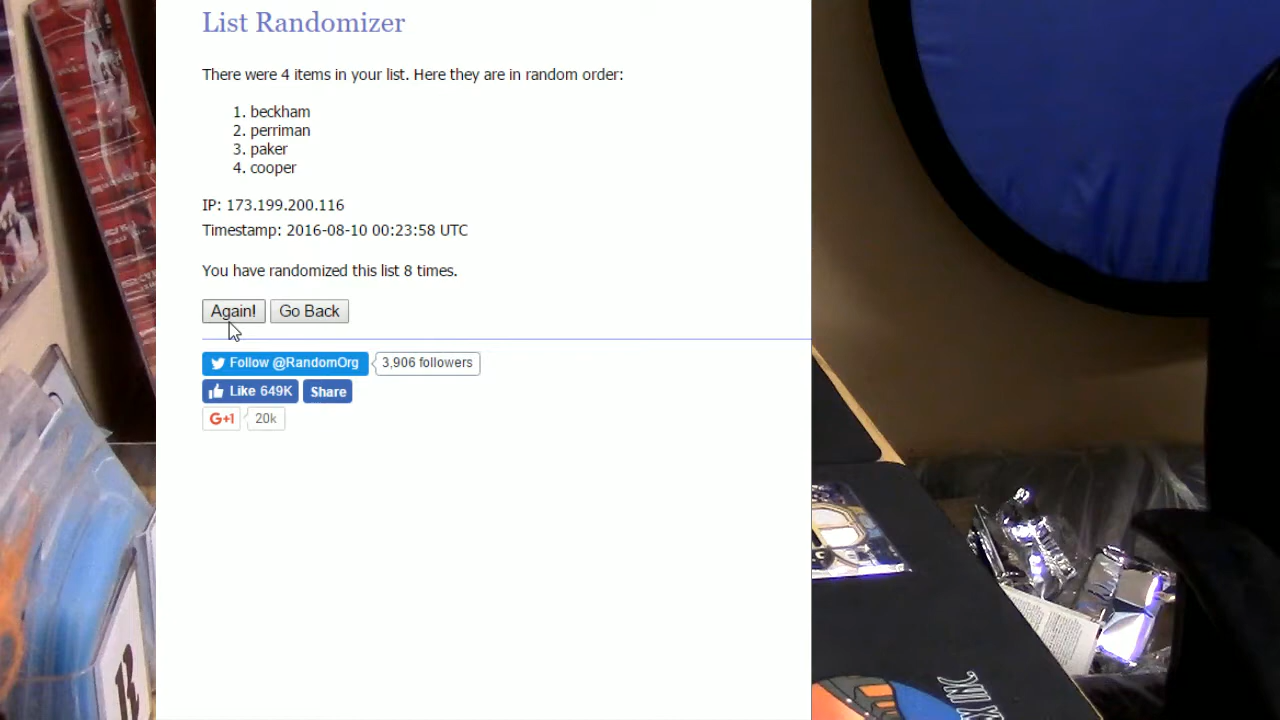 List Randomizer
There were 4 items in your list. Here they are in random order:
1. beckham
2. perriman
3. paker
4. cooper
IP: 173.199.200.116
Timestamp: 2016-08-10 00:23:58 UTC
You have randomized this list 8 times.
Again! Go Back
Follow @RandomOrg 3,906 followers
Like 649K Share
G+1 20k